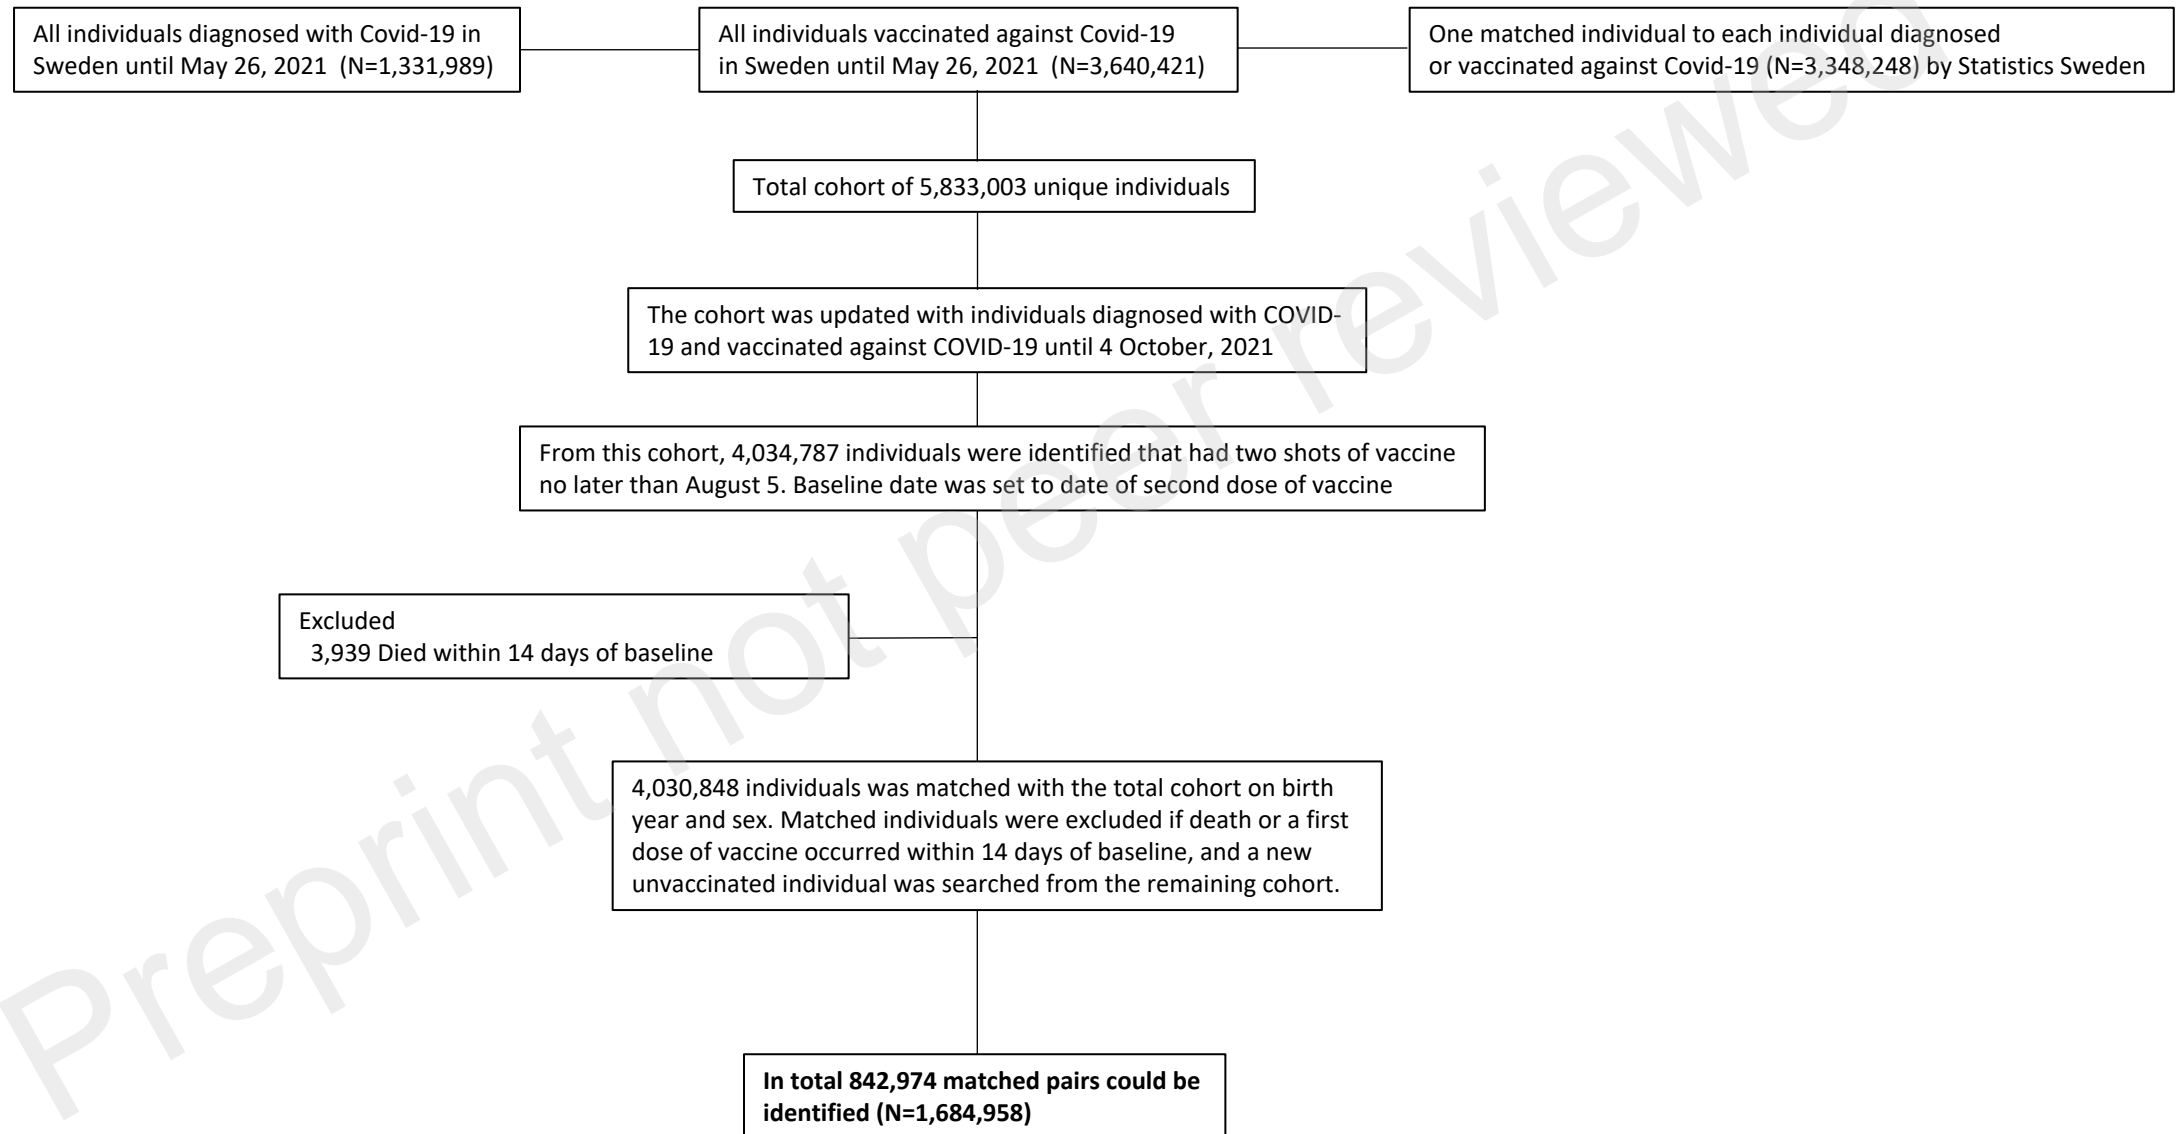 All individuals diagnosed with Covid-19 in
Sweden until May 26, 2021 (N=1,331,989)
All individuals vaccinated against Covid-19
in Sweden until May 26, 2021 (N=3,640,421)
One matched individual to each individual diagnosed
or vaccinated against Covid-19 (N=3,348,248) by Statistics Sweden
Total cohort of 5,833,003 unique individuals
The cohort was updated with individuals diagnosed with COVID-
19 and vaccinated against COVID-19 until 4 October, 2021
From this cohort, 4,034,787 individuals were identified that had two shots of vaccine
no later than August 5. Baseline date was set to date of second dose of vaccine
Excluded
3,939 Died within 14 days of baseline
4,030,848 individuals was matched with the total cohort on birth
year and sex. Matched individuals were excluded if death or a first
dose of vaccine occurred within 14 days of baseline, and a new
unvaccinated individual was searched from the remaining cohort.
In total 842,974 matched pairs could be
identified (N=1,684,958)
Preprint not peer reviewed